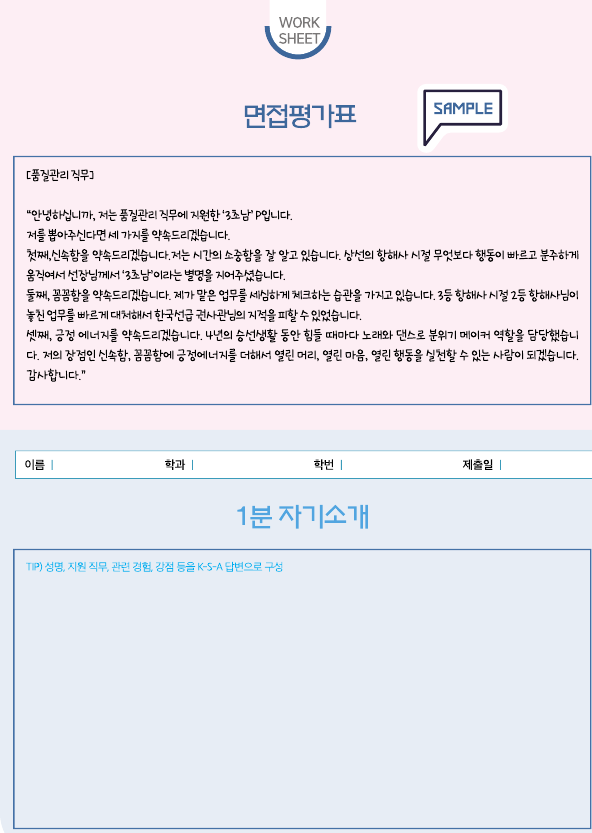 WORK
SHEET
면접평가표
SAMPLE
[품질관리 직무]
“안녕하십니까, 저는 품질관리 직무에 지원한 ‘3초남’ P입니다.
저를 뽑아주신다면 세 가지를 약속드리겠습니다.
첫째,신속함을 약속드리겠습니다.저는 시간의 소중함을 잘 알고 있습니다. 상선의 항해사 시절 무엇보다 행동이 빠르고 분주하게
움직여서 선장님께서 ‘3초남’이라는 별명을 지어주셨습니다.
둘째, 꼼꼼함을 약속드리겠습니다. 제가 맡은 업무를 세심하게 체크하는 습관을 가지고 있습니다. 3등 항해사 시절 2등 항해사님이
놓친 업무를 빠르게 대처해서 한국선급 권사관님의 지적을 피할 수 있었습니다.
셋째, 긍정 에너지를 약속드리겠습니다. 4년의 승선생활 동안 힘들 때마다 노래와 댄스로 분위기 메이커 역할을 담당했습니
다. 저의 장점인 신속함, 꼼꼼함에 긍정에너지를 더해서 열린 머리, 열린 마음, 열린 행동을 실천할 수 있는 사람이 되겠습니다.
감사합니다.”
이름 | 학과 | 학번 | 제출일 |
1분 자기소개
TIP) 성명, 지원 직무, 관련 경험, 강점 등을 K-S-A 답변으로 구성